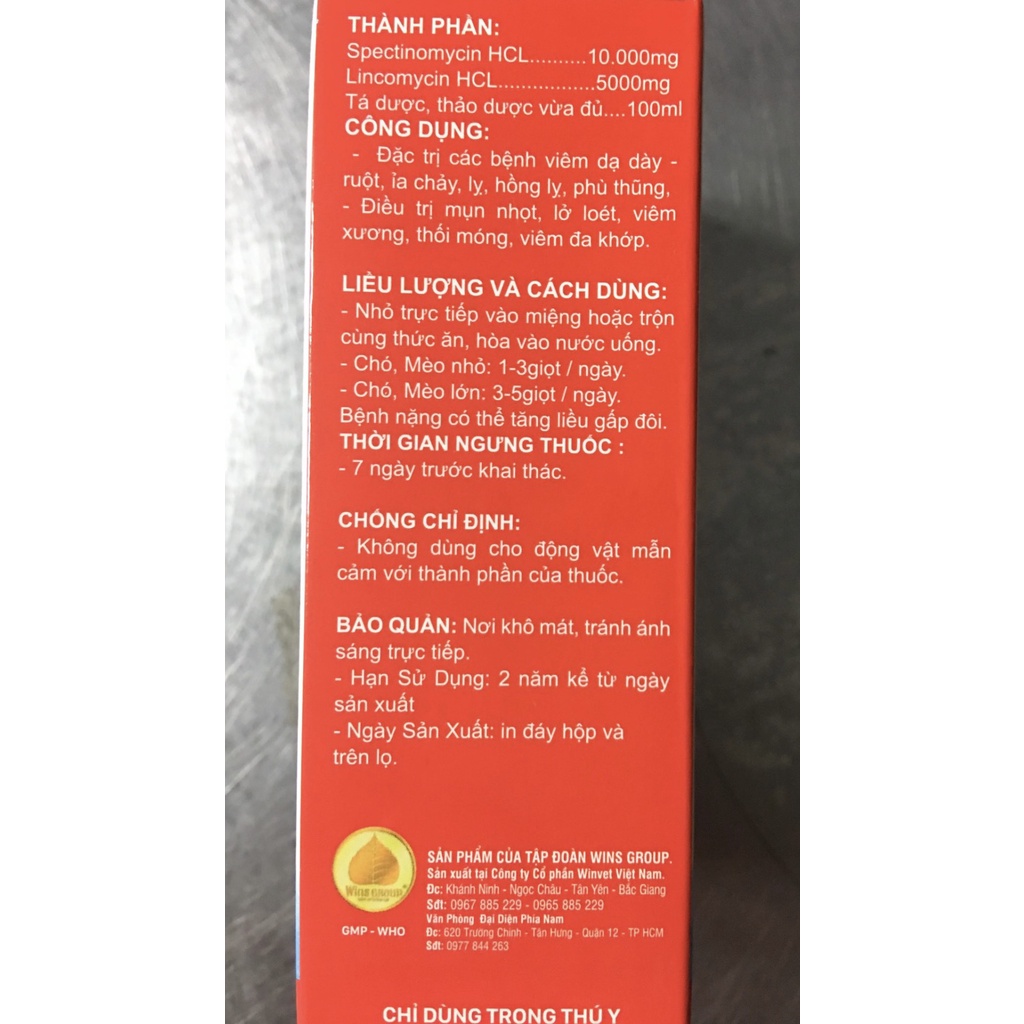 THÀNH PHẦN:
Spectinomycin HCL..........10.000mg
Lincomycin HCL.................5000mg
Tá dược, thảo dược vừa đủ....100ml
CÔNG DỤNG:
- Đặc trị các bệnh viêm dạ dày -
ruột, ỉa chảy, lỵ, hồng lỵ, phù thũng,
- Điều trị mụn nhọt, lở loét, viêm
xương, thối móng, viêm đa khớp.
LIỀU LƯỢNG VÀ CÁCH DÙNG:
- Nhỏ trực tiếp vào miệng hoặc trộn
cùng thức ăn, hòa vào nước uống.
- Chó, Mèo nhỏ: 1-3giọt / ngày.
- Chó, Mèo lớn: 3-5giọt / ngày.
Bệnh nặng có thể tăng liều gấp đôi.
THỜI GIAN NGƯNG THUỐC :
- 7 ngày trước khai thác.
CHỐNG CHỈ ĐỊNH:
- Không dùng cho động vật mẫn
cảm với thành phần của thuốc.
BẢO QUẢN: Nơi khô mát, tránh ánh
sáng trực tiếp.
- Hạn Sử Dụng: 2 năm kể từ ngày
sản xuất
- Ngày Sản Xuất: in đáy hộp và
trên lọ.
WINS GROUP
GMP - WHO
SẢN PHẨM CỦA TẬP ĐOÀN WINS GROUP.
Sản xuất tại Công ty Cổ phần Winvet Việt Nam.
Đc: Khánh Ninh - Ngọc Châu - Tân Yên - Bắc Giang
Sđt: 0967 885 229 - 0965 885 229
Văn Phòng Đại Diện Phía Nam
Đc: 620 Trường Chinh - Tân Hưng - Quận 12 - TP HCM
Sđt: 0977 844 263
CHỈ DÙNG TRONG THÚ Y